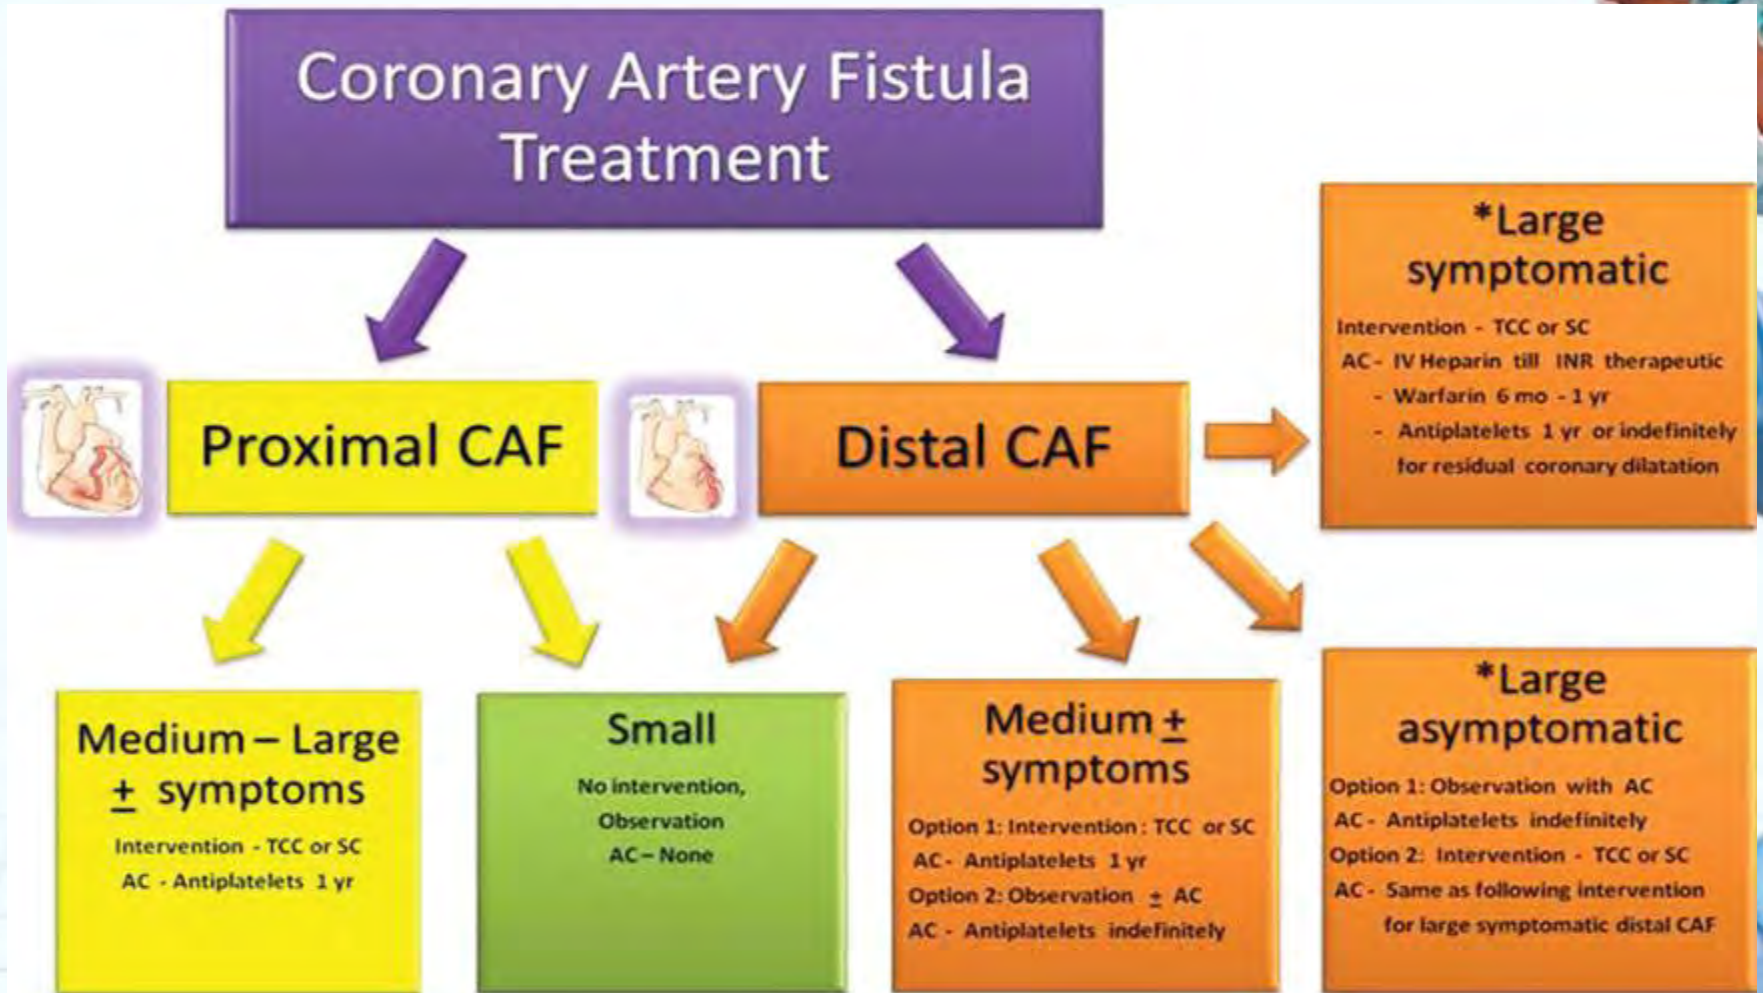 Coronary Artery Fistula
Treatment
*Large
symptomatic
Intervention - TCC or SC
AC - IV Heparin till INR therapeutic
- Warfarin 6 mo - 1 yr
- Antiplatelets 1 yr or indefinitely
for residual coronary dilatation
Proximal CAF
Distal CAF
Medium – Large
± symptoms
Intervention - TCC or SC
AC - Antiplatelets 1 yr
Small
No intervention,
Observation
AC – None
Medium ±
symptoms
Option 1: Intervention : TCC or SC
AC - Antiplatelets 1 yr
Option 2: Observation ± AC
AC - Antiplatelets indefinitely
*Large
asymptomatic
Option 1: Observation with AC
AC - Antiplatelets indefinitely
Option 2: Intervention - TCC or SC
AC - Same as following intervention
for large symptomatic distal CAF